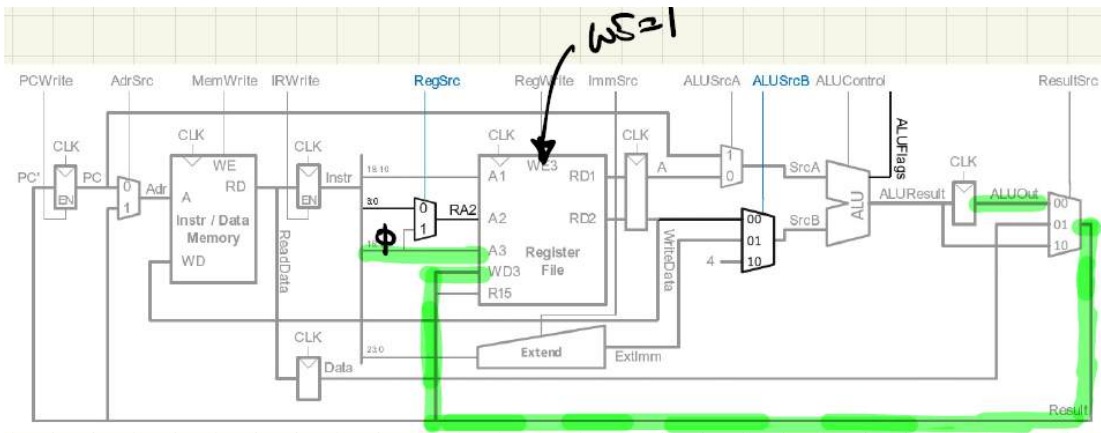 W5=1
PCWrite AdrSrc MemWrite IRWrite RegSrc RegWrite ImmSrc ALUSrcA ALUSrcB ALUControl ResultSrc
CLK CLK CLK CLK CLK CLK
PC' PC EN 0 1 Adr
WE RD A
Instr / Data
Memory
WD
ReadData
EN Instr
19:16
3:0
0 1 RA2
φ
A1 WE3 RD1
A2 RD2
A3
WD3
R15
Register
File
A
WriteData
1 0 SrcA
00 01 10 SrcB
4
ALU
ALUFlags
ALUResult ALUOut
00 01 10
CLK
Data
23:0
Extend ExtImm
Result